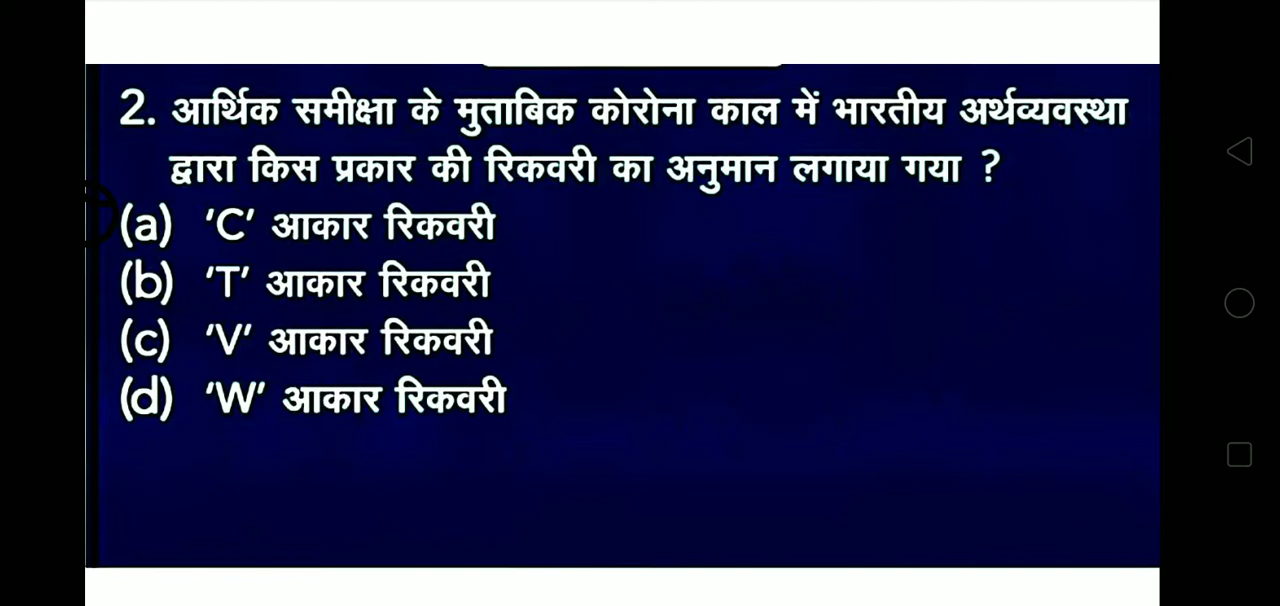 2. आर्थिक समीक्षा के मुताबिक कोरोना काल में भारतीय अर्थव्यवस्था
द्वारा किस प्रकार की रिकवरी का अनुमान लगाया गया ?
(a) 'C' आकार रिकवरी
(b) 'T' आकार रिकवरी
(c) 'V' आकार रिकवरी
(d) 'W' आकार रिकवरी